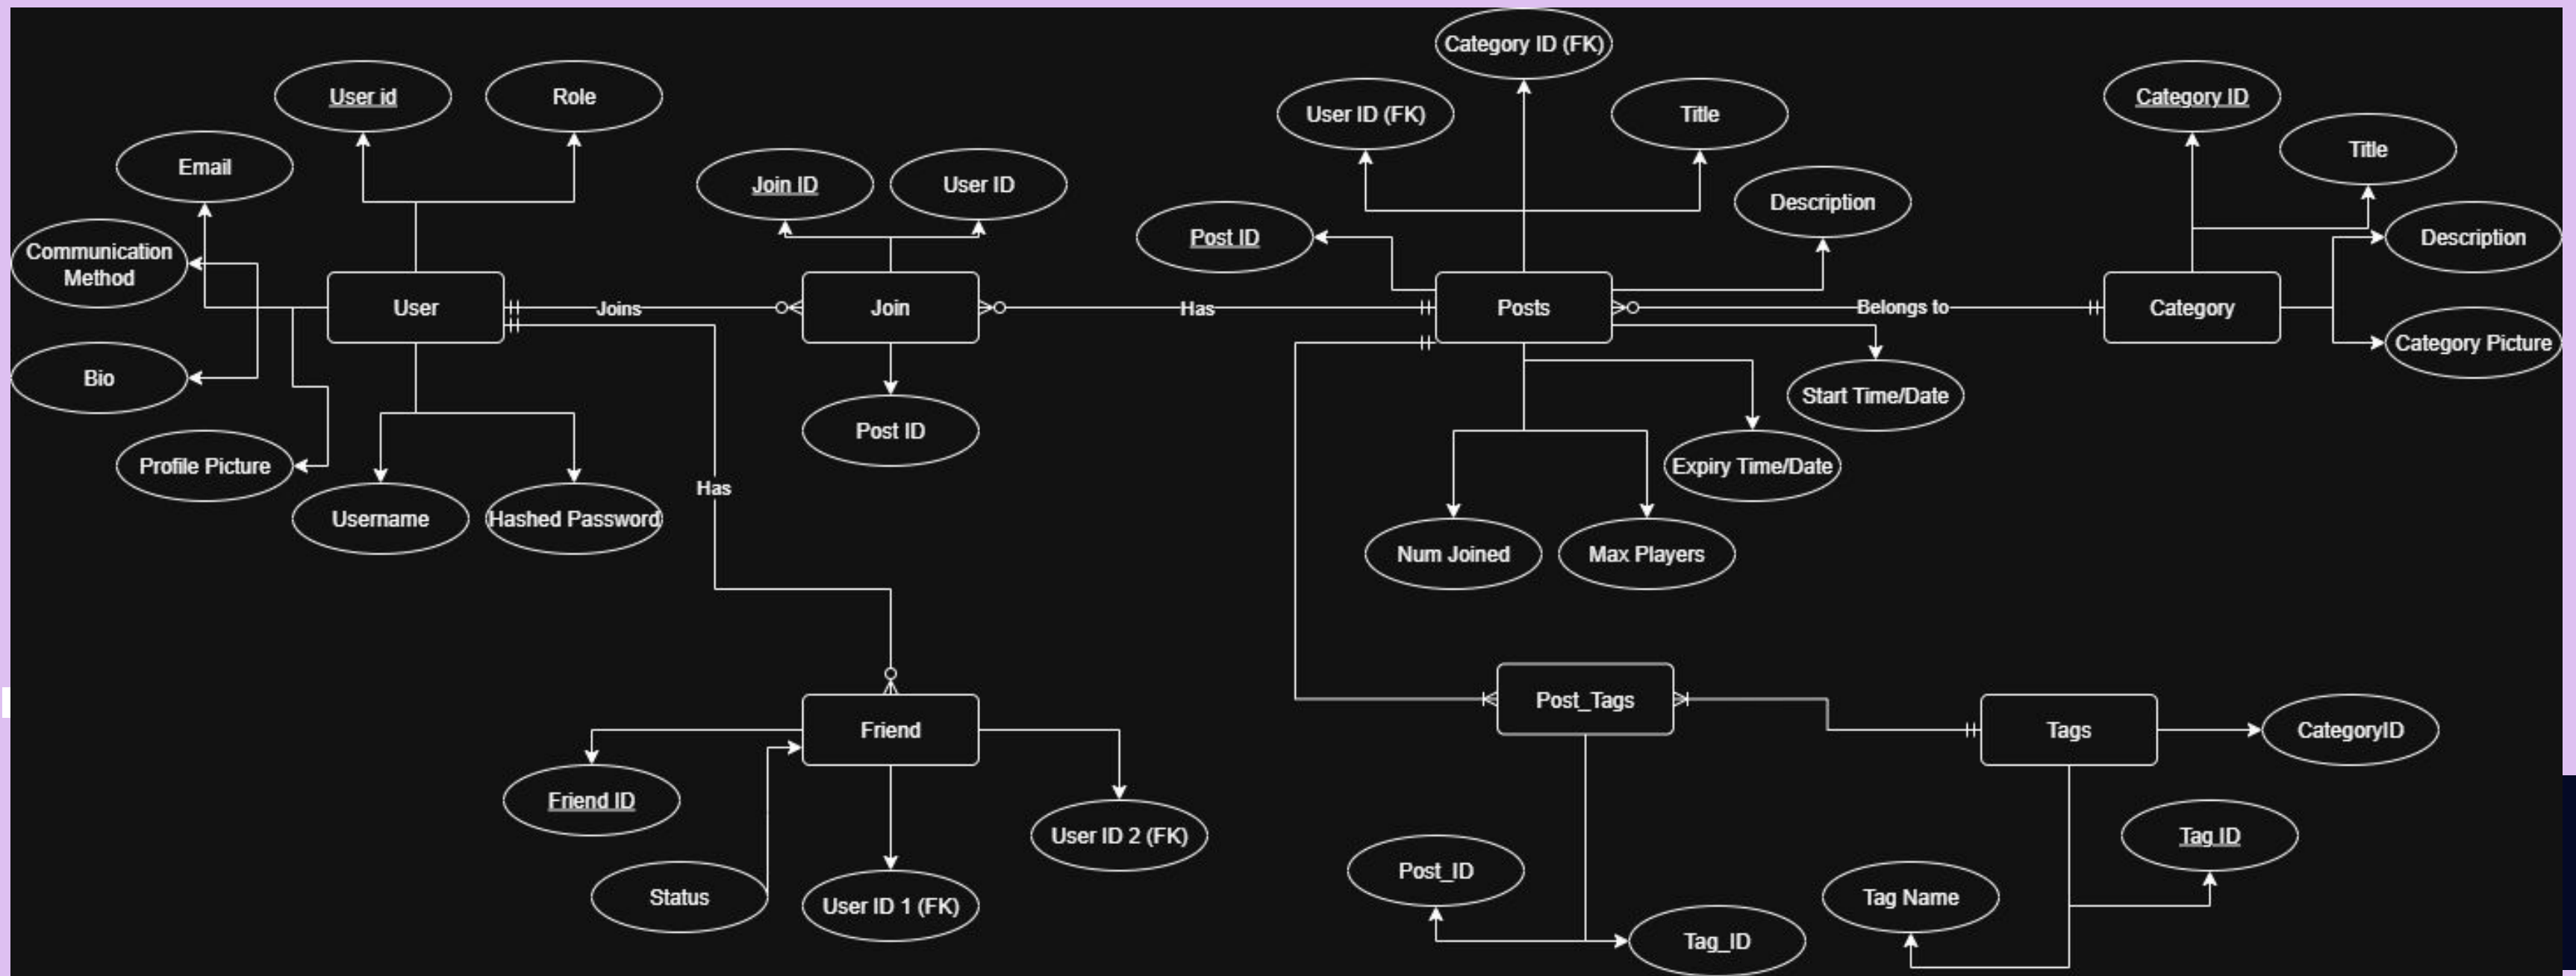 Category ID (FK)
User id
Role
Category ID
User ID (FK)
Title
Title
Email
Join ID
User ID
Description
Post ID
Description
Communication
Method
User
Joins
Join
Has
Posts
Belongs to
Category
Category Picture
Bio
Start Time/Date
Post ID
Profile Picture
Expiry Time/Date
Has
Username
Hashed Password
Num Joined
Max Players
Post_Tags
Friend
Tags
CategoryID
Friend ID
User ID 2 (FK)
Tag ID
Post_ID
Status
User ID 1 (FK)
Tag Name
Tag_ID